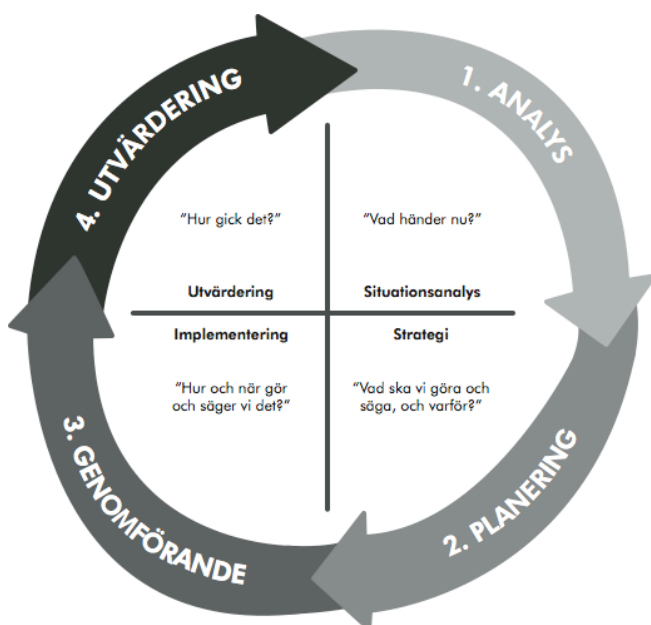 1. ANALYS
2. PLANERING
3. GENOMFÖRANDE
4. UTVÄRDERING
"Hur gick det?"
Utvärdering
"Vad händer nu?"
Situationsanalys
Implementering
"Hur och när gör
och säger vi det?"
Strategi
"Vad ska vi göra och
säga, och varför?"